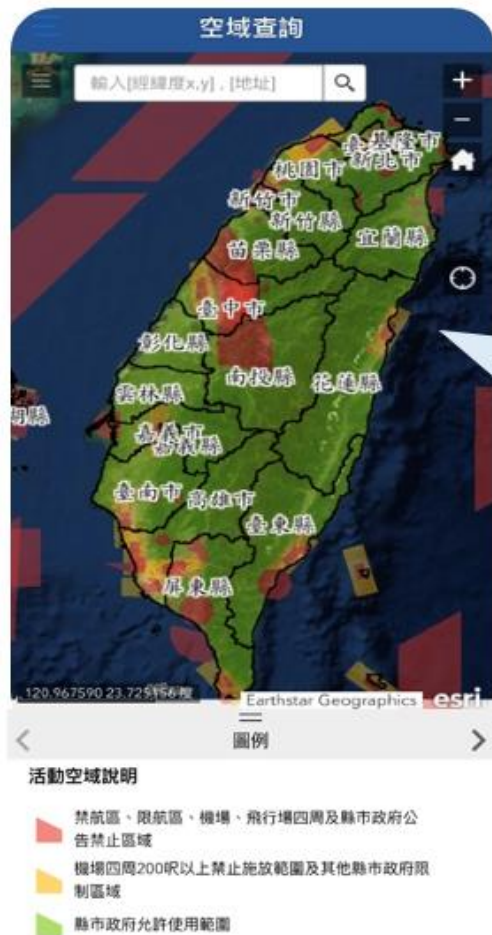 空域查詢
輸入[經緯度x,y] , [地址]
基隆市
新北市
桃園市
新竹市
新竹縣
宜蘭縣
苗栗縣
臺中市
彰化縣
南投縣
花蓮縣
雲林縣
嘉義市
嘉義縣
臺南市
高雄市
臺東縣
屏東縣
Earthstar Geographics
esri
圖例
活動空域說明
禁航區、限航區、機場、飛行場四周及縣市政府公
告禁止區域
機場四周200呎以上禁止施放範圍及其他縣市政府限
制區域
縣市政府允許使用範圍